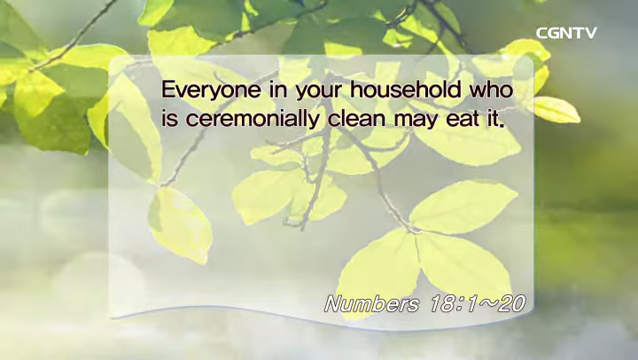 CGNTV
Everyone in your household who
is ceremonially clean may eat it.
Numbers 18:1~20